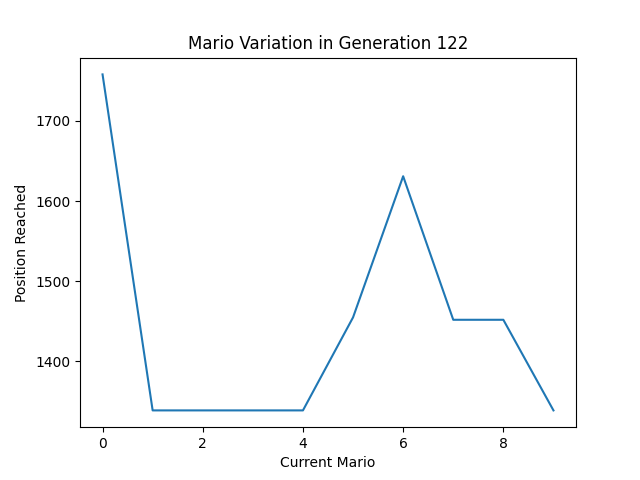 Mario Variation in Generation 122
Position Reached
1700
1600
1500
1400
0 2 4 6 8
Current Mario